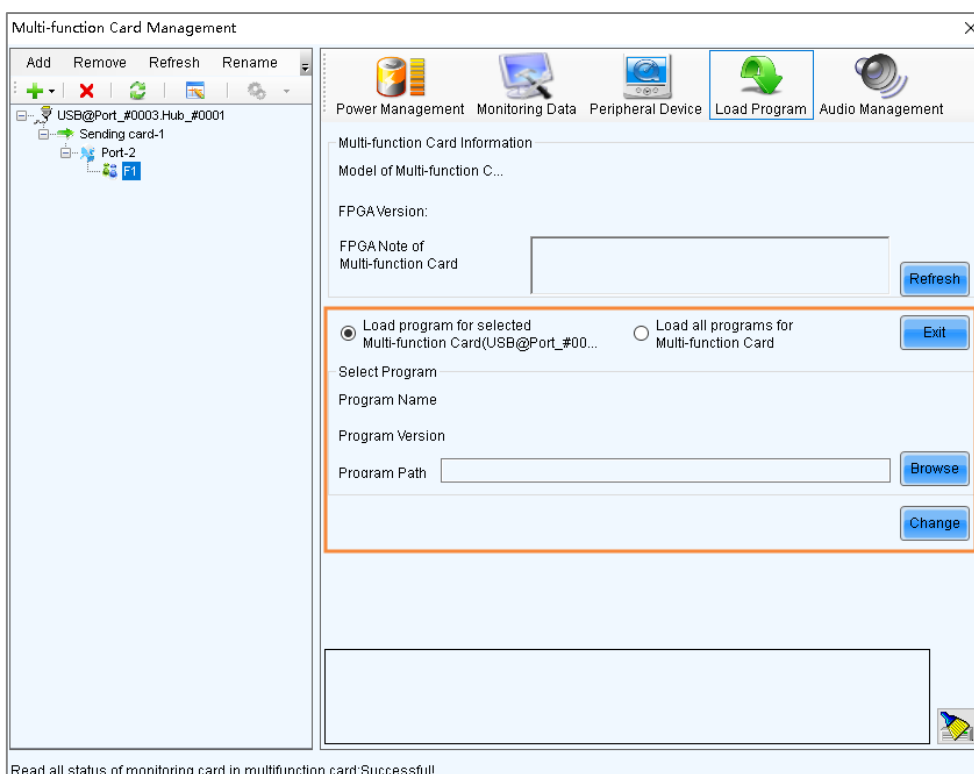 Multi-function Card Management
Add Remove Refresh Rename
USB@Port_#0003.Hub_#0001
Sending card-1
Port-2
F1
Power Management Monitoring Data Peripheral Device Load Program Audio Management
Multi-function Card Information
Model of Multi-function C...
FPGA Version:
FPGA Note of
Multi-function Card
Refresh
Load program for selected
Multi-function Card(USB@Port_#00...
Load all programs for
Multi-function Card
Exit
Select Program
Program Name
Program Version
Program Path
Browse
Change
Read all status of monitoring card in multifunction card:Successful!